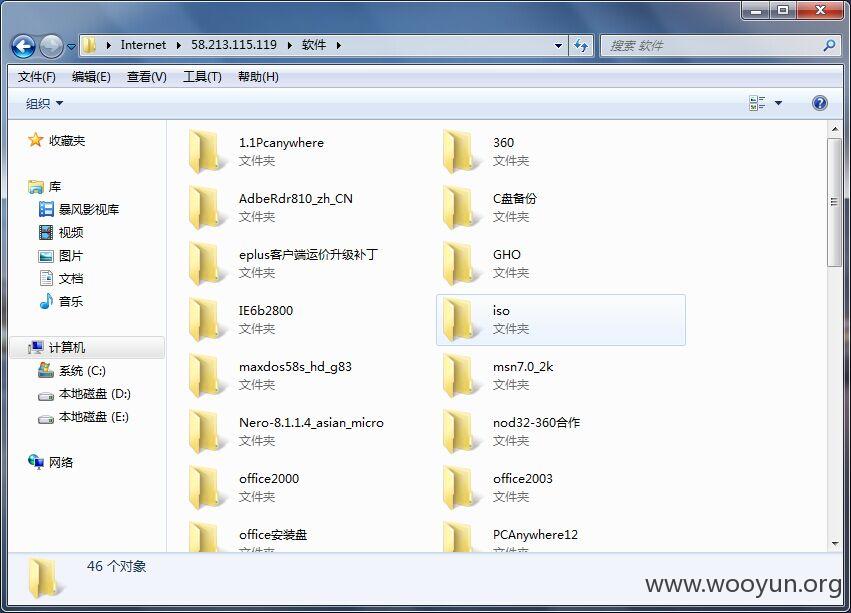 Internet 58.213.115.119 软件
搜索 软件
文件(F) 编辑(E) 查看(V) 工具(T) 帮助(H)
组织
收藏夹
库
暴风影视库
视频
图片
文档
音乐
计算机
系统 (C:)
本地磁盘 (D:)
本地磁盘 (E:)
网络
1.1Pcanywhere
文件夹
360
文件夹
AdbeRdr810_zh_CN
文件夹
C盘备份
文件夹
eplus客户端运价升级补丁
文件夹
GHO
文件夹
IE6b2800
文件夹
iso
文件夹
maxdos58s_hd_g83
文件夹
msn7.0_2k
文件夹
Nero-8.1.1.4_asian_micro
文件夹
nod32-360合作
文件夹
office2000
文件夹
office2003
文件夹
office安装盘
文件夹
PCAnywhere12
文件夹
46 个对象
www.wooyun.org